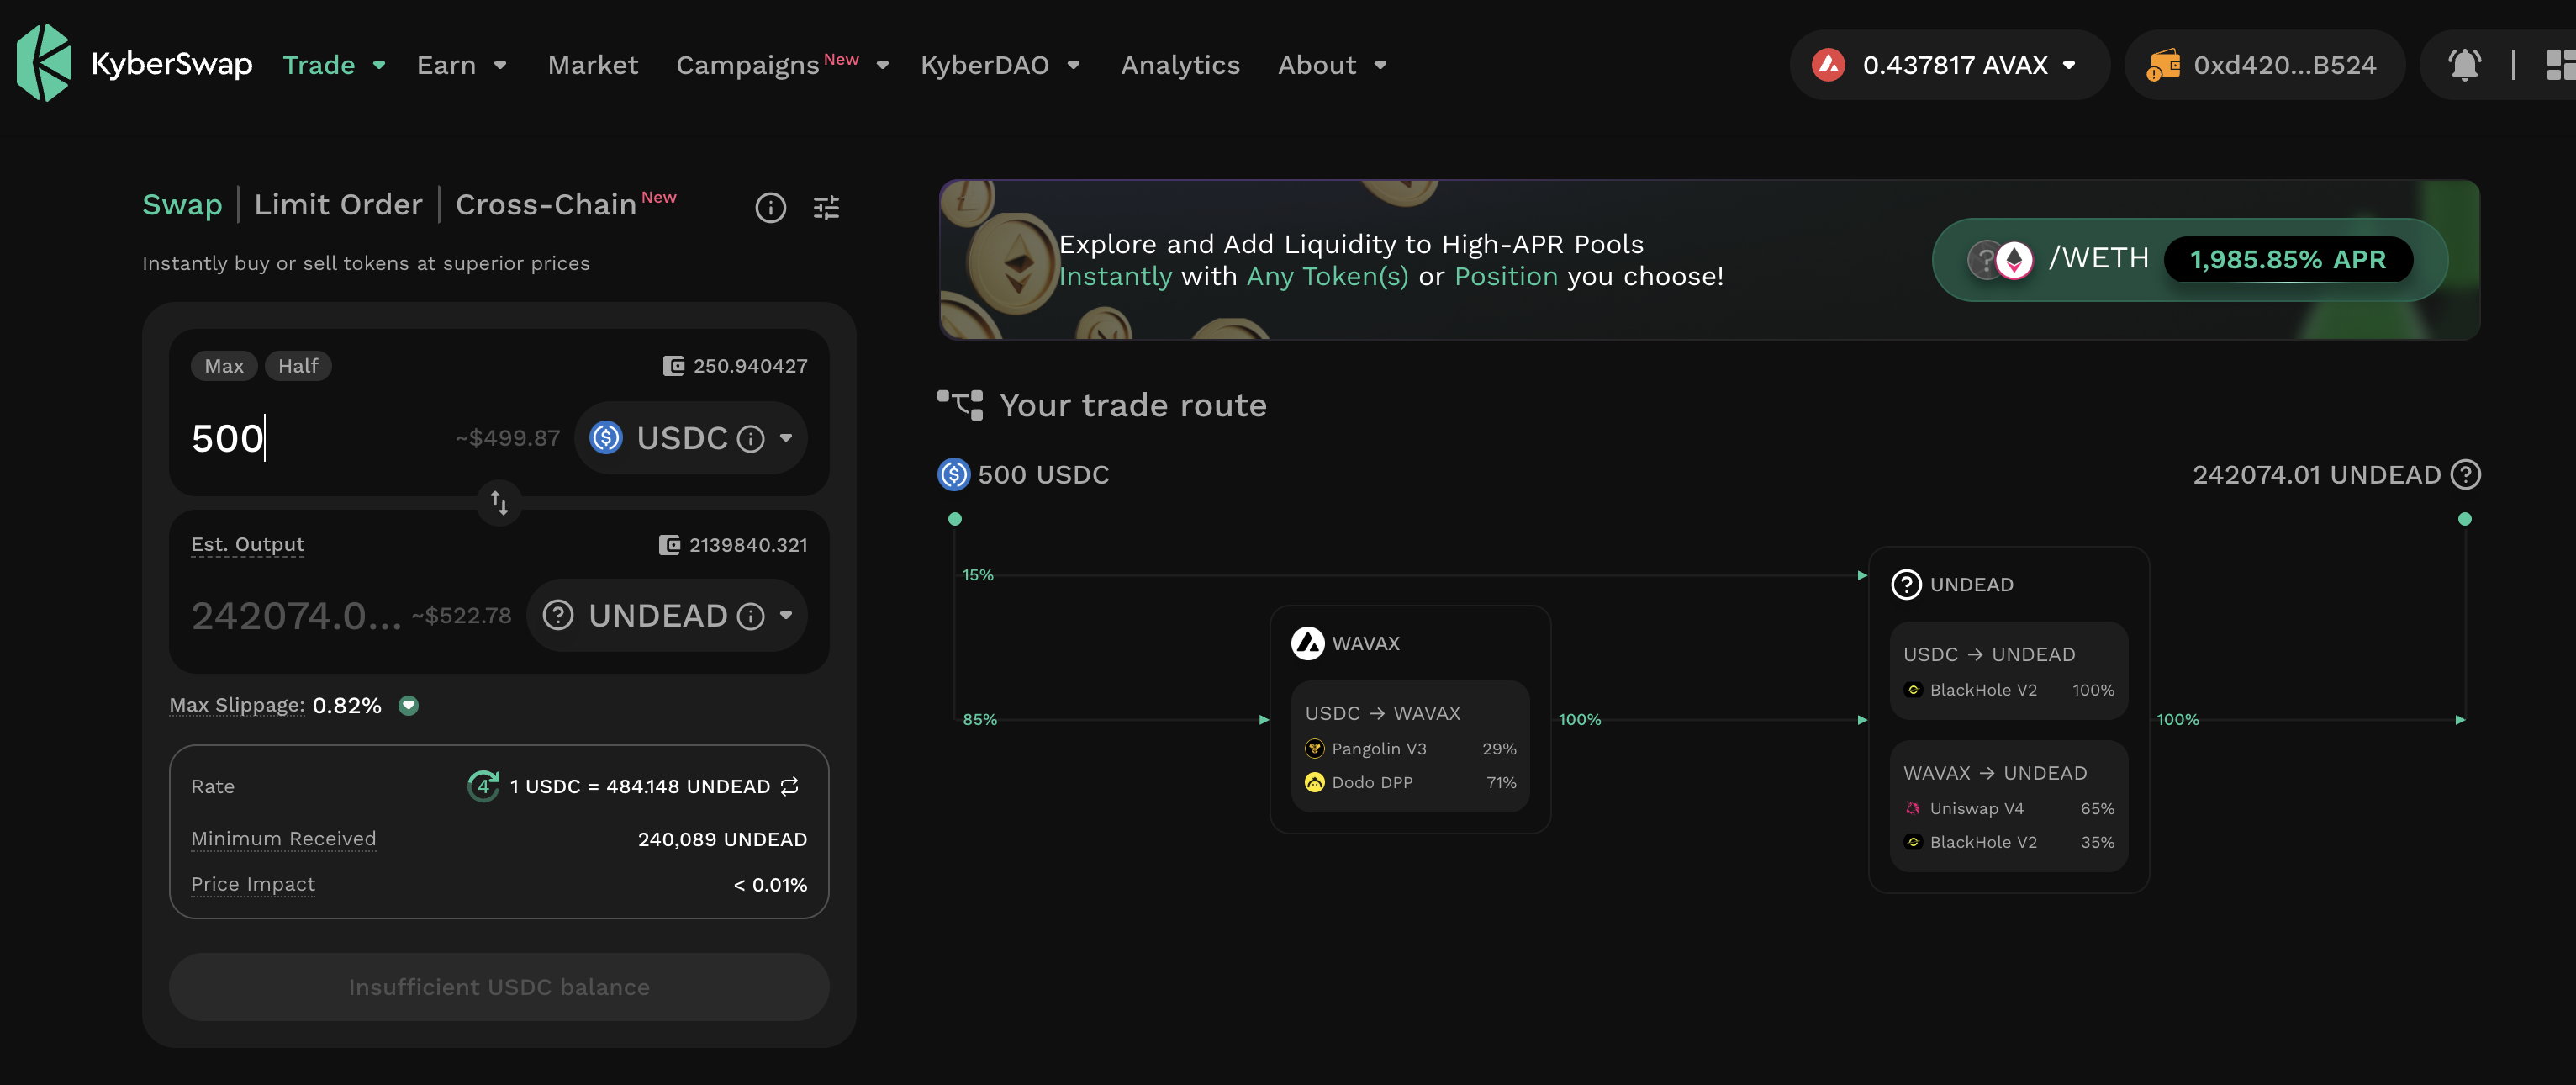 KyberSwap Trade Earn Market Campaigns New KyberDAO Analytics About 0.437817 AVAX 0xd420...B524
Swap | Limit Order | Cross-Chain New
Instantly buy or sell tokens at superior prices
Max Half 250.940427
500 ~$499.87 USDC
Est. Output 2139840.321
242074.0... ~$522.78 UNDEAD
Max Slippage: 0.82%
Rate 4 1 USDC = 484.148 UNDEAD
Minimum Received 240,089 UNDEAD
Price Impact < 0.01%
Insufficient USDC balance
Explore and Add Liquidity to High-APR Pools
Instantly with Any Token(s) or Position you choose!
/WETH 1,985.85% APR
Your trade route
500 USDC 242074.01 UNDEAD
15%
85%
WAVAX
USDC → WAVAX
Pangolin V3 29%
Dodo DPP 71%
100%
UNDEAD
USDC → UNDEAD
BlackHole V2 100%
WAVAX → UNDEAD
Uniswap V4 65%
BlackHole V2 35%
100%